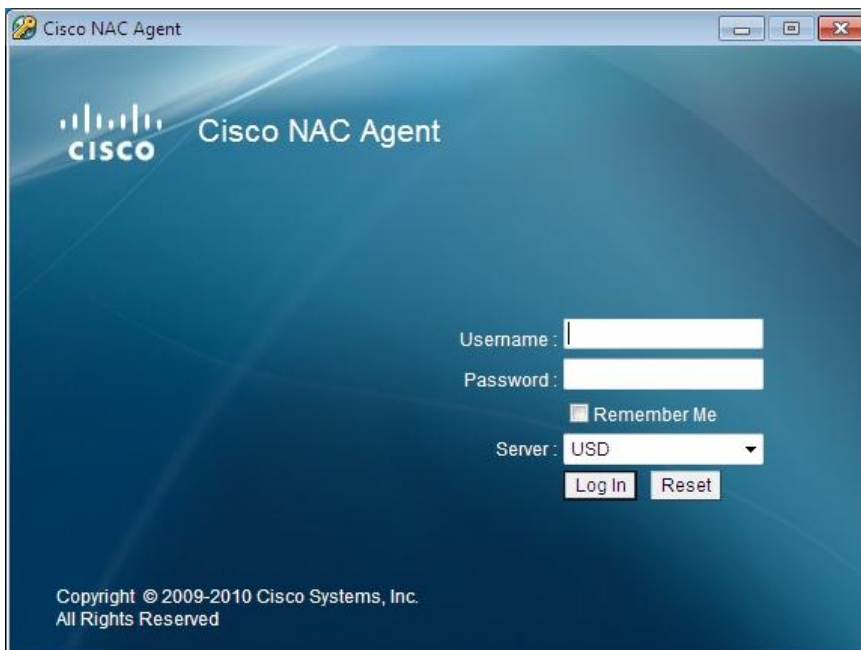 Cisco NAC Agent
CISCO
Cisco NAC Agent
Username :
Password :
Remember Me
Server : USD
Log In Reset
Copyright © 2009-2010 Cisco Systems, Inc.
All Rights Reserved